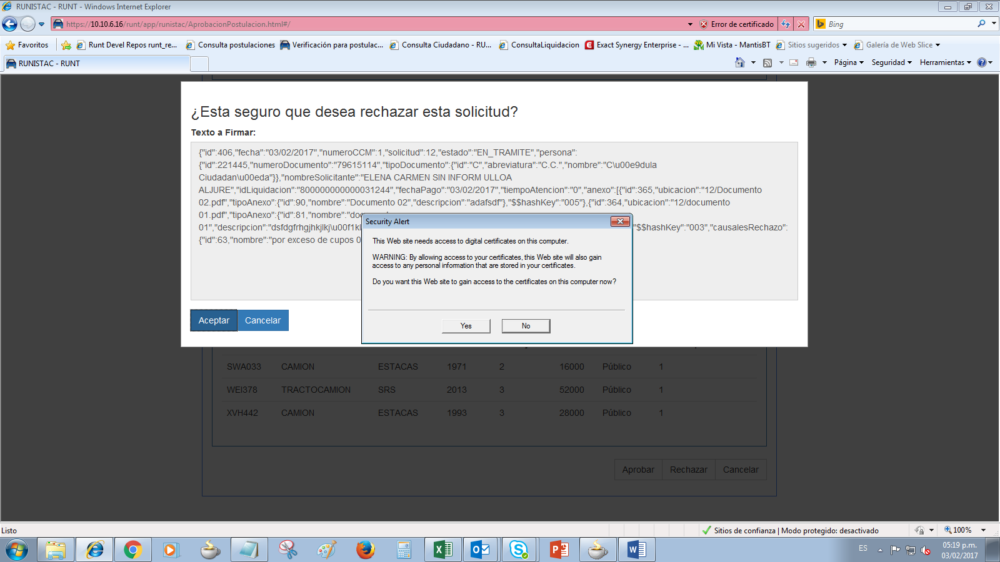 RUNISTAC - RUNT - Windows Internet Explorer
https://10.10.6.16/runt/app/runistac/AprobacionPostulacion.html#/
Error de certificado
Bing
Favoritos
Runt Devel Repos runt_re...
Consulta postulaciones
Verificación para postulac...
Consulta Ciudadano - RU...
ConsultaLiquidacion
Exact Synergy Enterprise - ...
Mi Vista - MantisBT
Sitios sugeridos
Galería de Web Slice
RUNISTAC - RUNT
Página
Seguridad
Herramientas
¿Esta seguro que desea rechazar esta solicitud?
Texto a Firmar:
{"id":406,"fecha":"03/02/2017","numeroCCM":1,"solicitud":12,"estado":"EN_TRAMITE","persona":
{"id":221445,"numeroDocumento":"79615114","tipoDocumento":{"id":"C","abreviatura":"C.C.","nombre":"C\u00e9dula
Ciudadan\u00eda"}},"nombreSolicitante":"ELENA CARMEN SIN INFORM ULLOA
ALJURE","idLiquidacion":"800000000000031244","fechaPago":"03/02/2017","tiempoAtencion":"0","anexo":[{"id":365,"ubicacion":"12/Documento
02.pdf","tipoAnexo":{"id":90,"nombre":"Documento 02","descripcion":"adafsdf"},"$$hashKey":"005"},{"id":364,"ubicacion":"12/documento
01.pdf","tipoAnexo":{"id":81,"nombre":"doc
01","descripcion":"dsfdgfrhgjhkjlkj\u00f1kl "$$hashKey":"003","causalesRechazo":
{"id":63,"nombre":"por exceso de cupos 0
Security Alert
This Web site needs access to digital certificates on this computer.
WARNING: By allowing access to your certificates, this Web site will also gain
access to any personal information that are stored in your certificates.
Do you want this Web site to gain access to the certificates on this computer now?
Yes
No
Aceptar
Cancelar
SWA033 CAMION ESTACAS 1971 2 16000 Público 1
WEI378 TRACTOCAMION SRS 2013 3 52000 Público 1
XVH442 CAMION ESTACAS 1993 3 28000 Público 1
Aprobar
Rechazar
Cancelar
Listo
Sitios de confianza | Modo protegido: desactivado
100%
ES
05:19 p.m.
03/02/2017